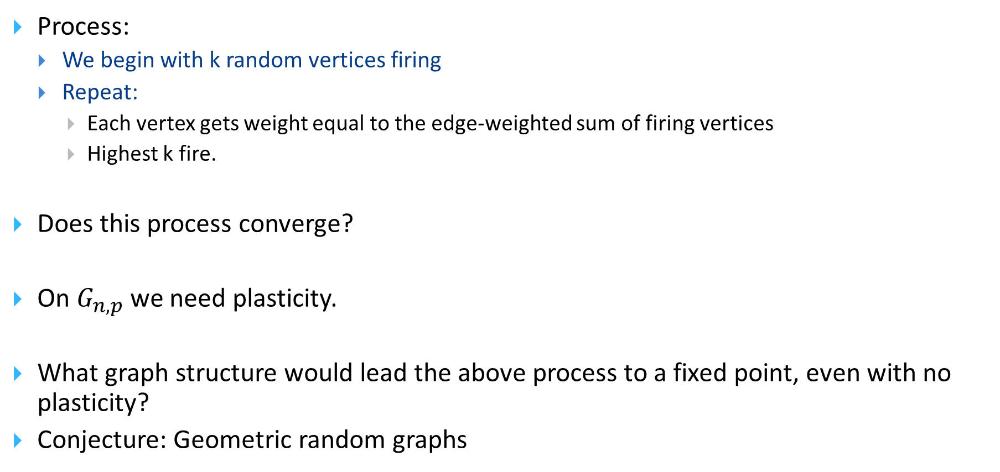 Process:
We begin with k random vertices firing
Repeat:
Each vertex gets weight equal to the edge-weighted sum of firing vertices
Highest k fire.
Does this process converge?
On $G_{n,p}$ we need plasticity.
What graph structure would lead the above process to a fixed point, even with no
plasticity?
Conjecture: Geometric random graphs